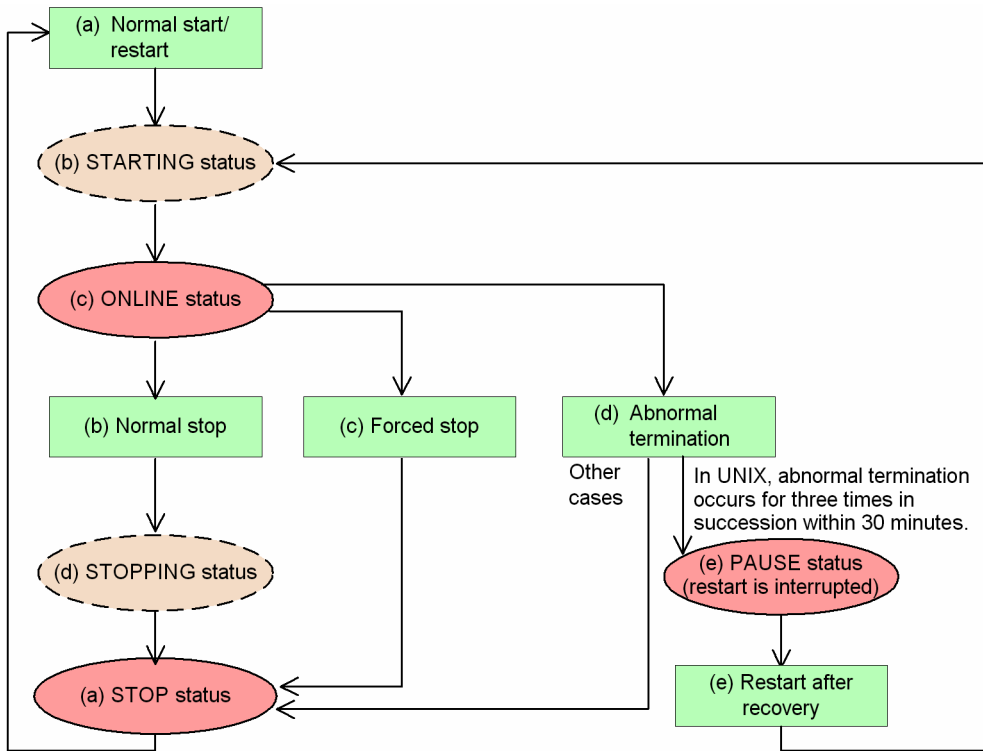 (a) Normal start/
restart
(b) STARTING status
(c) ONLINE status
(b) Normal stop
(c) Forced stop
(d) Abnormal
termination
Other
cases
In UNIX, abnormal termination
occurs for three times in
succession within 30 minutes.
(d) STOPPING status
(e) PAUSE status
(restart is interrupted)
(a) STOP status
(e) Restart after
recovery